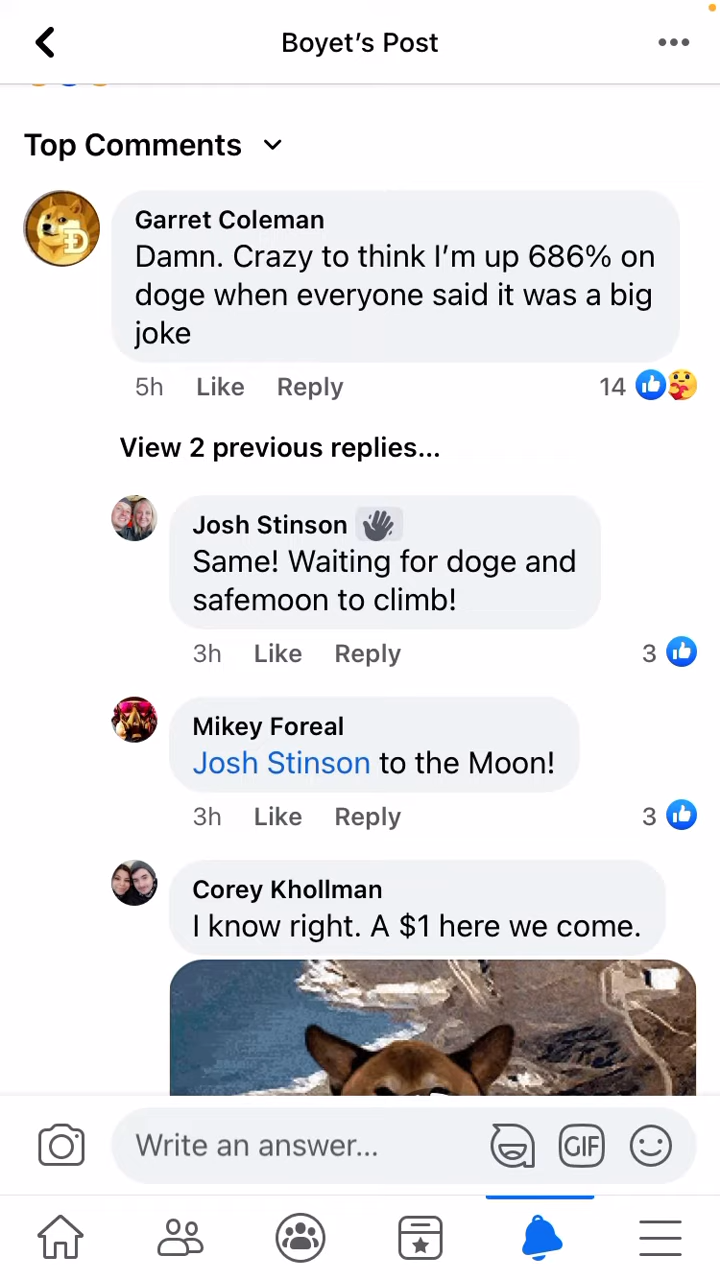 Boyet’s Post
Top Comments
Garret Coleman
Damn. Crazy to think I’m up 686% on
doge when everyone said it was a big
joke
5h Like Reply 14
View 2 previous replies...
Josh Stinson
Same! Waiting for doge and
safemoon to climb!
3h Like Reply 3
Mikey Foreal
Josh Stinson to the Moon!
3h Like Reply 3
Corey Khollman
I know right. A $1 here we come.
Write an answer...
GIF